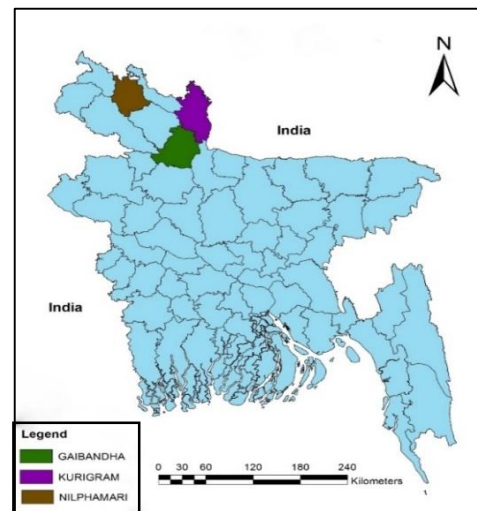 N
India
India
Legend
GAIBANDHA
KURIGRAM
NILPHAMARI
0 30 60 120 180 240
Kilometers